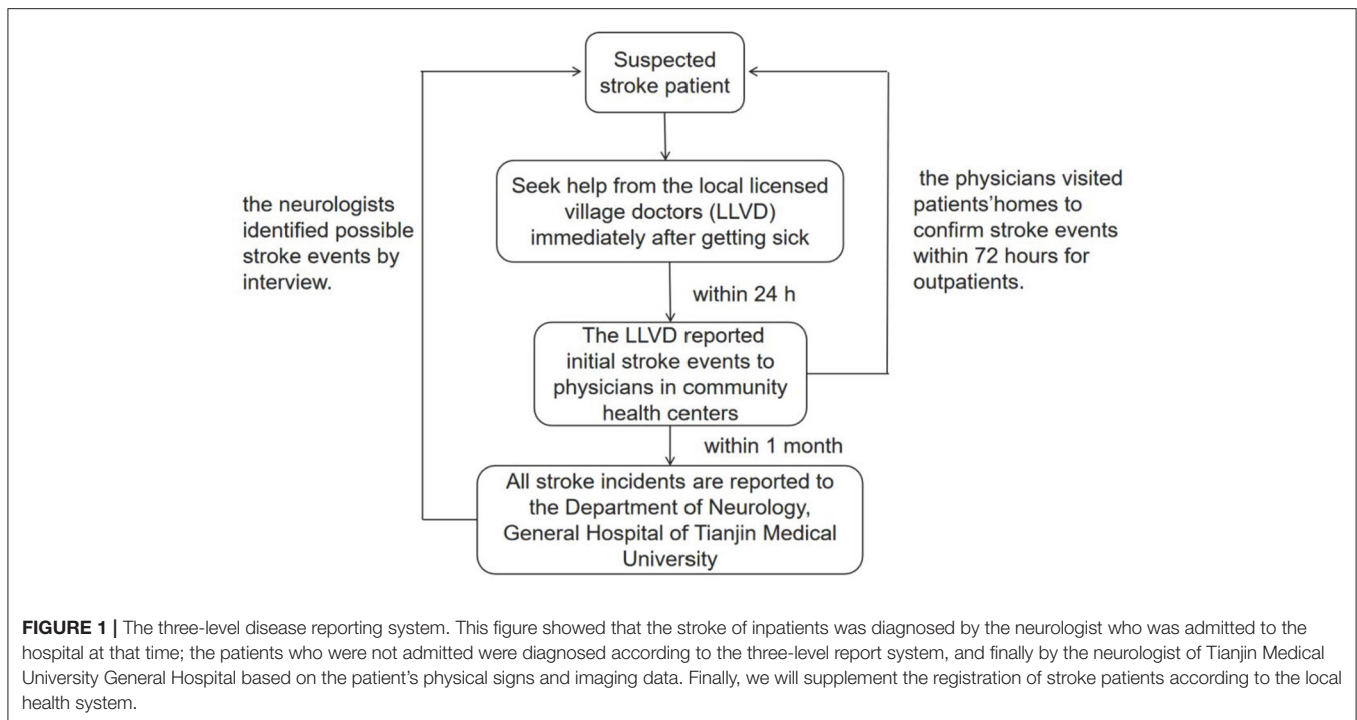 Suspected
stroke patient
Seek help from the local licensed
village doctors (LLVD)
immediately after getting sick
the neurologists
identified possible
stroke events by
interview.
the physicians visited
patients'homes to
confirm stroke events
within 72 hours for
outpatients.
within 24 h
The LLVD reported
initial stroke events to
physicians in community
health centers
within 1 month
All stroke incidents are reported to
the Department of Neurology,
General Hospital of Tianjin Medical
University
FIGURE 1 | The three-level disease reporting system. This figure showed that the stroke of inpatients was diagnosed by the neurologist who was admitted to the
hospital at that time; the patients who were not admitted were diagnosed according to the three-level report system, and finally by the neurologist of Tianjin Medical
University General Hospital based on the patient's physical signs and imaging data. Finally, we will supplement the registration of stroke patients according to the local
health system.